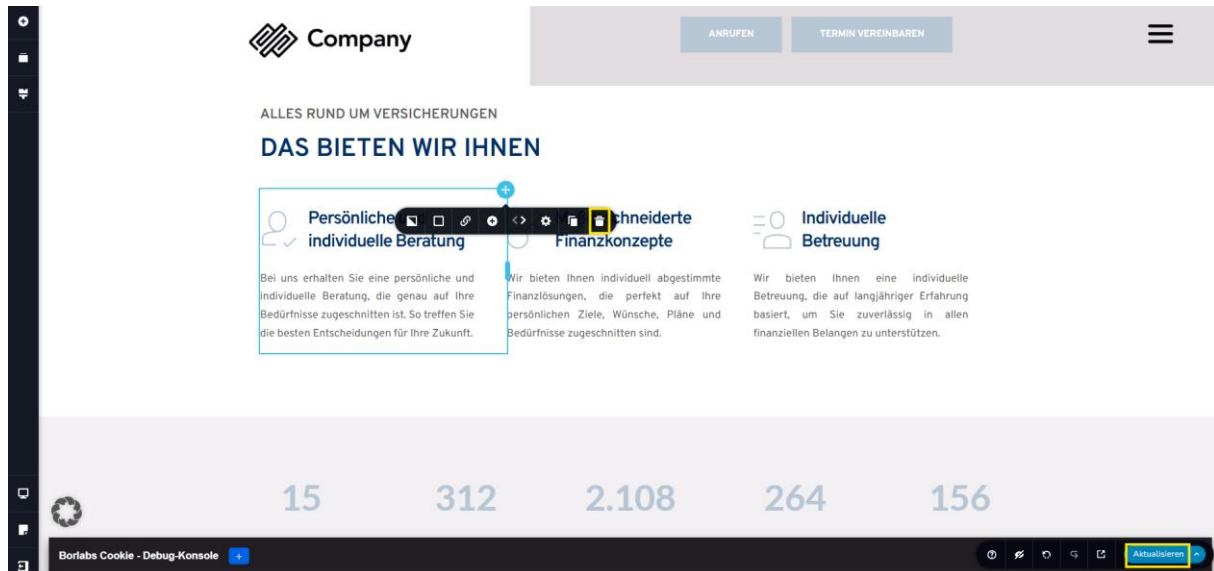 Company
ANRUFEN
TERMIN VEREINBAREN
ALLES RUND UM VERSICHERUNGEN
DAS BIETEN WIR IHNEN
Persönliche
individuelle Beratung
chneiderte
Finanzkonzepte
Individuelle
Betreuung
Bei uns erhalten Sie eine persönliche und
individuelle Beratung, die genau auf Ihre
Bedürfnisse zugeschnitten ist. So treffen Sie
die besten Entscheidungen für Ihre Zukunft.
Wir bieten Ihnen individuell abgestimmte
Finanzlösungen, die perfekt auf Ihre
persönlichen Ziele, Wünsche, Pläne und
Bedürfnisse zugeschnitten sind.
Wir bieten Ihnen eine individuelle
Betreuung, die auf langjähriger Erfahrung
basiert, um Sie zuverlässig in allen
finanziellen Belangen zu unterstützen.
15
312
2.108
264
156
Borlabs Cookie - Debug-Konsole
Aktualisieren